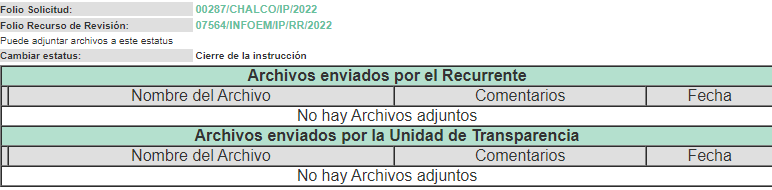 Folio Solicitud: 00287/CHALCO/IP/2022
Folio Recurso de Revisión: 07564/INFOEM/IP/RR/2022
Puede adjuntar archivos a este estatus
Cambiar estatus: Cierre de la instrucción
Archivos enviados por el Recurrente
Nombre del Archivo Comentarios Fecha
No hay Archivos adjuntos
Archivos enviados por la Unidad de Transparencia
Nombre del Archivo Comentarios Fecha
No hay Archivos adjuntos